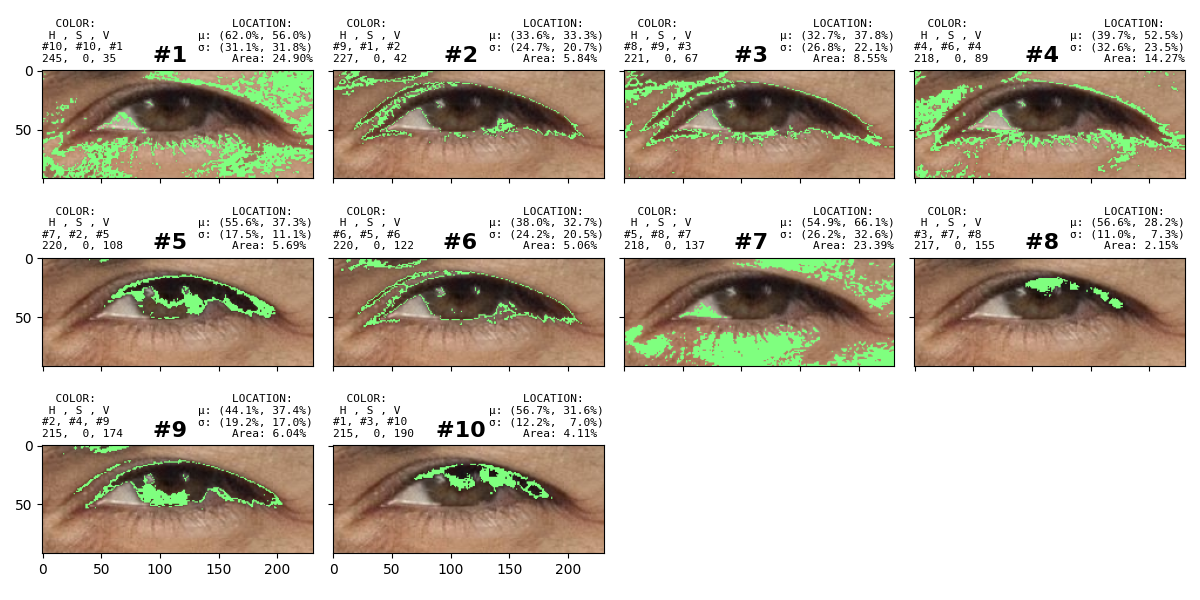 COLOR: LOCATION:
H , S , V μ: (62.0%, 56.0%)
#10, #10, #1 #1 σ: (31.1%, 31.8%)
245, 0, 35 Area: 24.90%
COLOR: LOCATION:
H , S , V μ: (33.6%, 33.3%)
#9, #1, #2 #2 σ: (24.7%, 20.7%)
227, 0, 42 Area: 5.84%
COLOR: LOCATION:
H , S , V μ: (32.7%, 37.8%)
#8, #9, #3 #3 σ: (26.8%, 22.1%)
221, 0, 67 Area: 8.55%
COLOR: LOCATION:
H , S , V μ: (39.7%, 52.5%)
#4, #6, #4 #4 σ: (32.6%, 23.5%)
218, 0, 89 Area: 14.27%
0
50
COLOR: LOCATION:
H , S , V μ: (55.6%, 37.3%)
#7, #2, #5 #5 σ: (17.5%, 11.1%)
220, 0, 108 Area: 5.69%
COLOR: LOCATION:
H , S , V μ: (38.0%, 32.7%)
#6, #5, #6 #6 σ: (24.2%, 20.5%)
220, 0, 122 Area: 5.06%
COLOR: LOCATION:
H , S , V μ: (54.9%, 66.1%)
#5, #8, #7 #7 σ: (26.2%, 32.6%)
218, 0, 137 Area: 23.39%
COLOR: LOCATION:
H , S , V μ: (56.6%, 28.2%)
#3, #7, #8 #8 σ: (11.0%, 7.3%)
217, 0, 155 Area: 2.15%
0
50
COLOR: LOCATION:
H , S , V μ: (44.1%, 37.4%)
#2, #4, #9 #9 σ: (19.2%, 17.0%)
215, 0, 174 Area: 6.04%
COLOR: LOCATION:
H , S , V μ: (56.7%, 31.6%)
#1, #3, #10 #10 σ: (12.2%, 7.0%)
215, 0, 190 Area: 4.11%
0
50
0 50 100 150 200
0 50 100 150 200